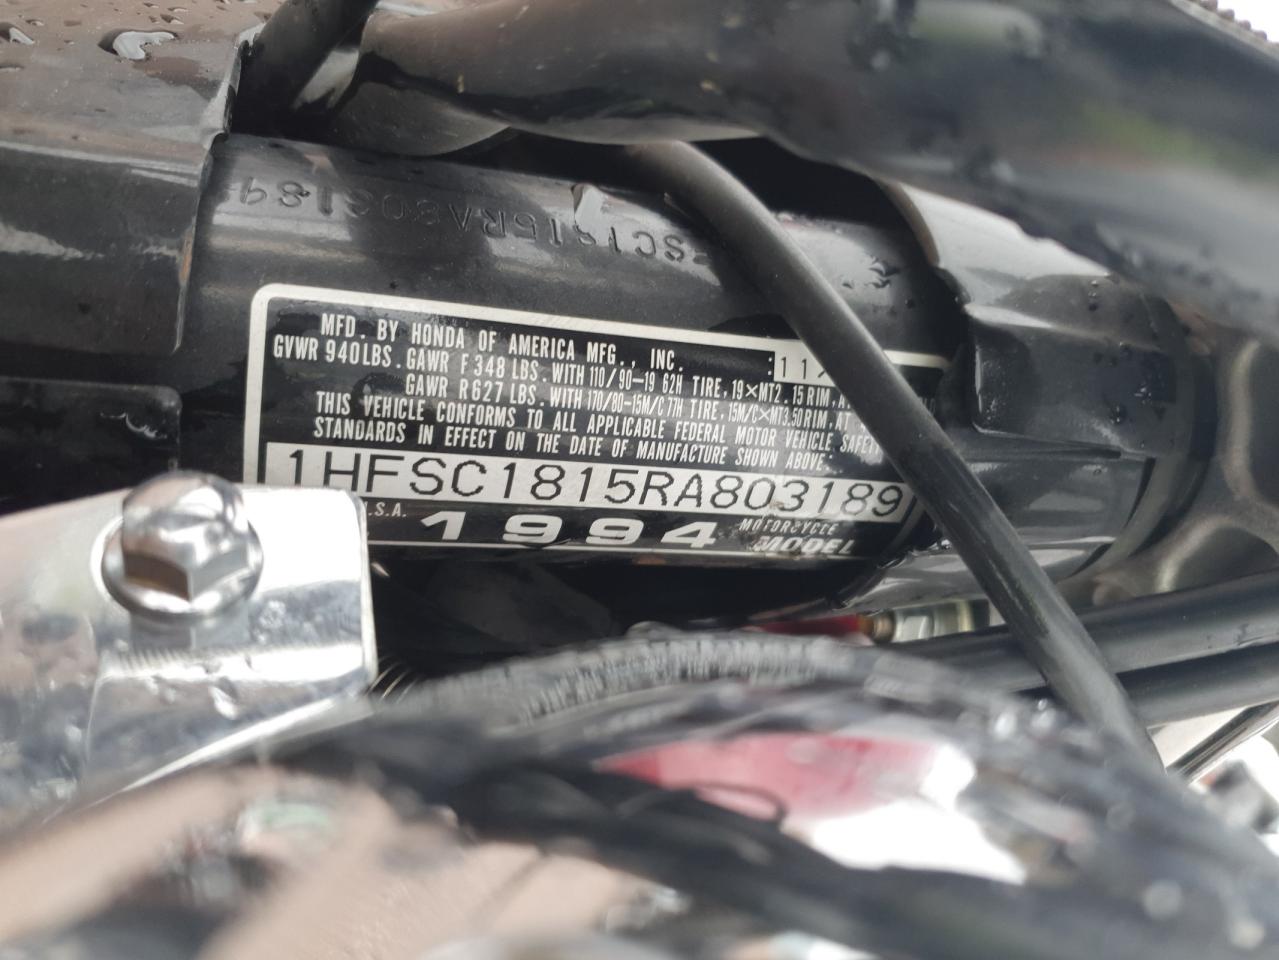 SC1815RA803189
MFD. BY HONDA OF AMERICA MFG., INC. :11/
GVWR 940LBS. GAWR F 348 LBS. WITH 110/90-19 62H TIRE, 19×MT2.15 RIM,
GAWR R627 LBS. WITH 170/80-15M/C 77H TIRE, 15M/C×MT3.50 RIM, AT
THIS VEHICLE CONFORMS TO ALL APPLICABLE FEDERAL MOTOR VEHICLE SAFETY
STANDARDS IN EFFECT ON THE DATE OF MANUFACTURE SHOWN ABOVE.
1HFSC1815RA803189
.S.A. 1994 MOTORCYCLE
MODEL